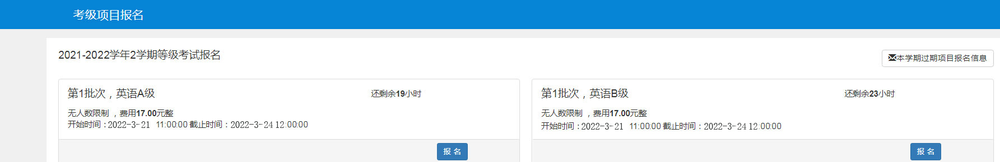 考级项目报名
2021-2022学年2学期等级考试报名
本学期过期项目报名信息
第1批次，英语A级
还剩余19小时
无人数限制 ，费用17.00元整
开始时间：2022-3-21 11:00:00 截止时间：2022-3-24 12:00:00
报 名
第1批次，英语B级
还剩余23小时
无人数限制 ，费用17.00元整
开始时间：2022-3-21 11:00:00 截止时间：2022-3-24 12:00:00
报 名